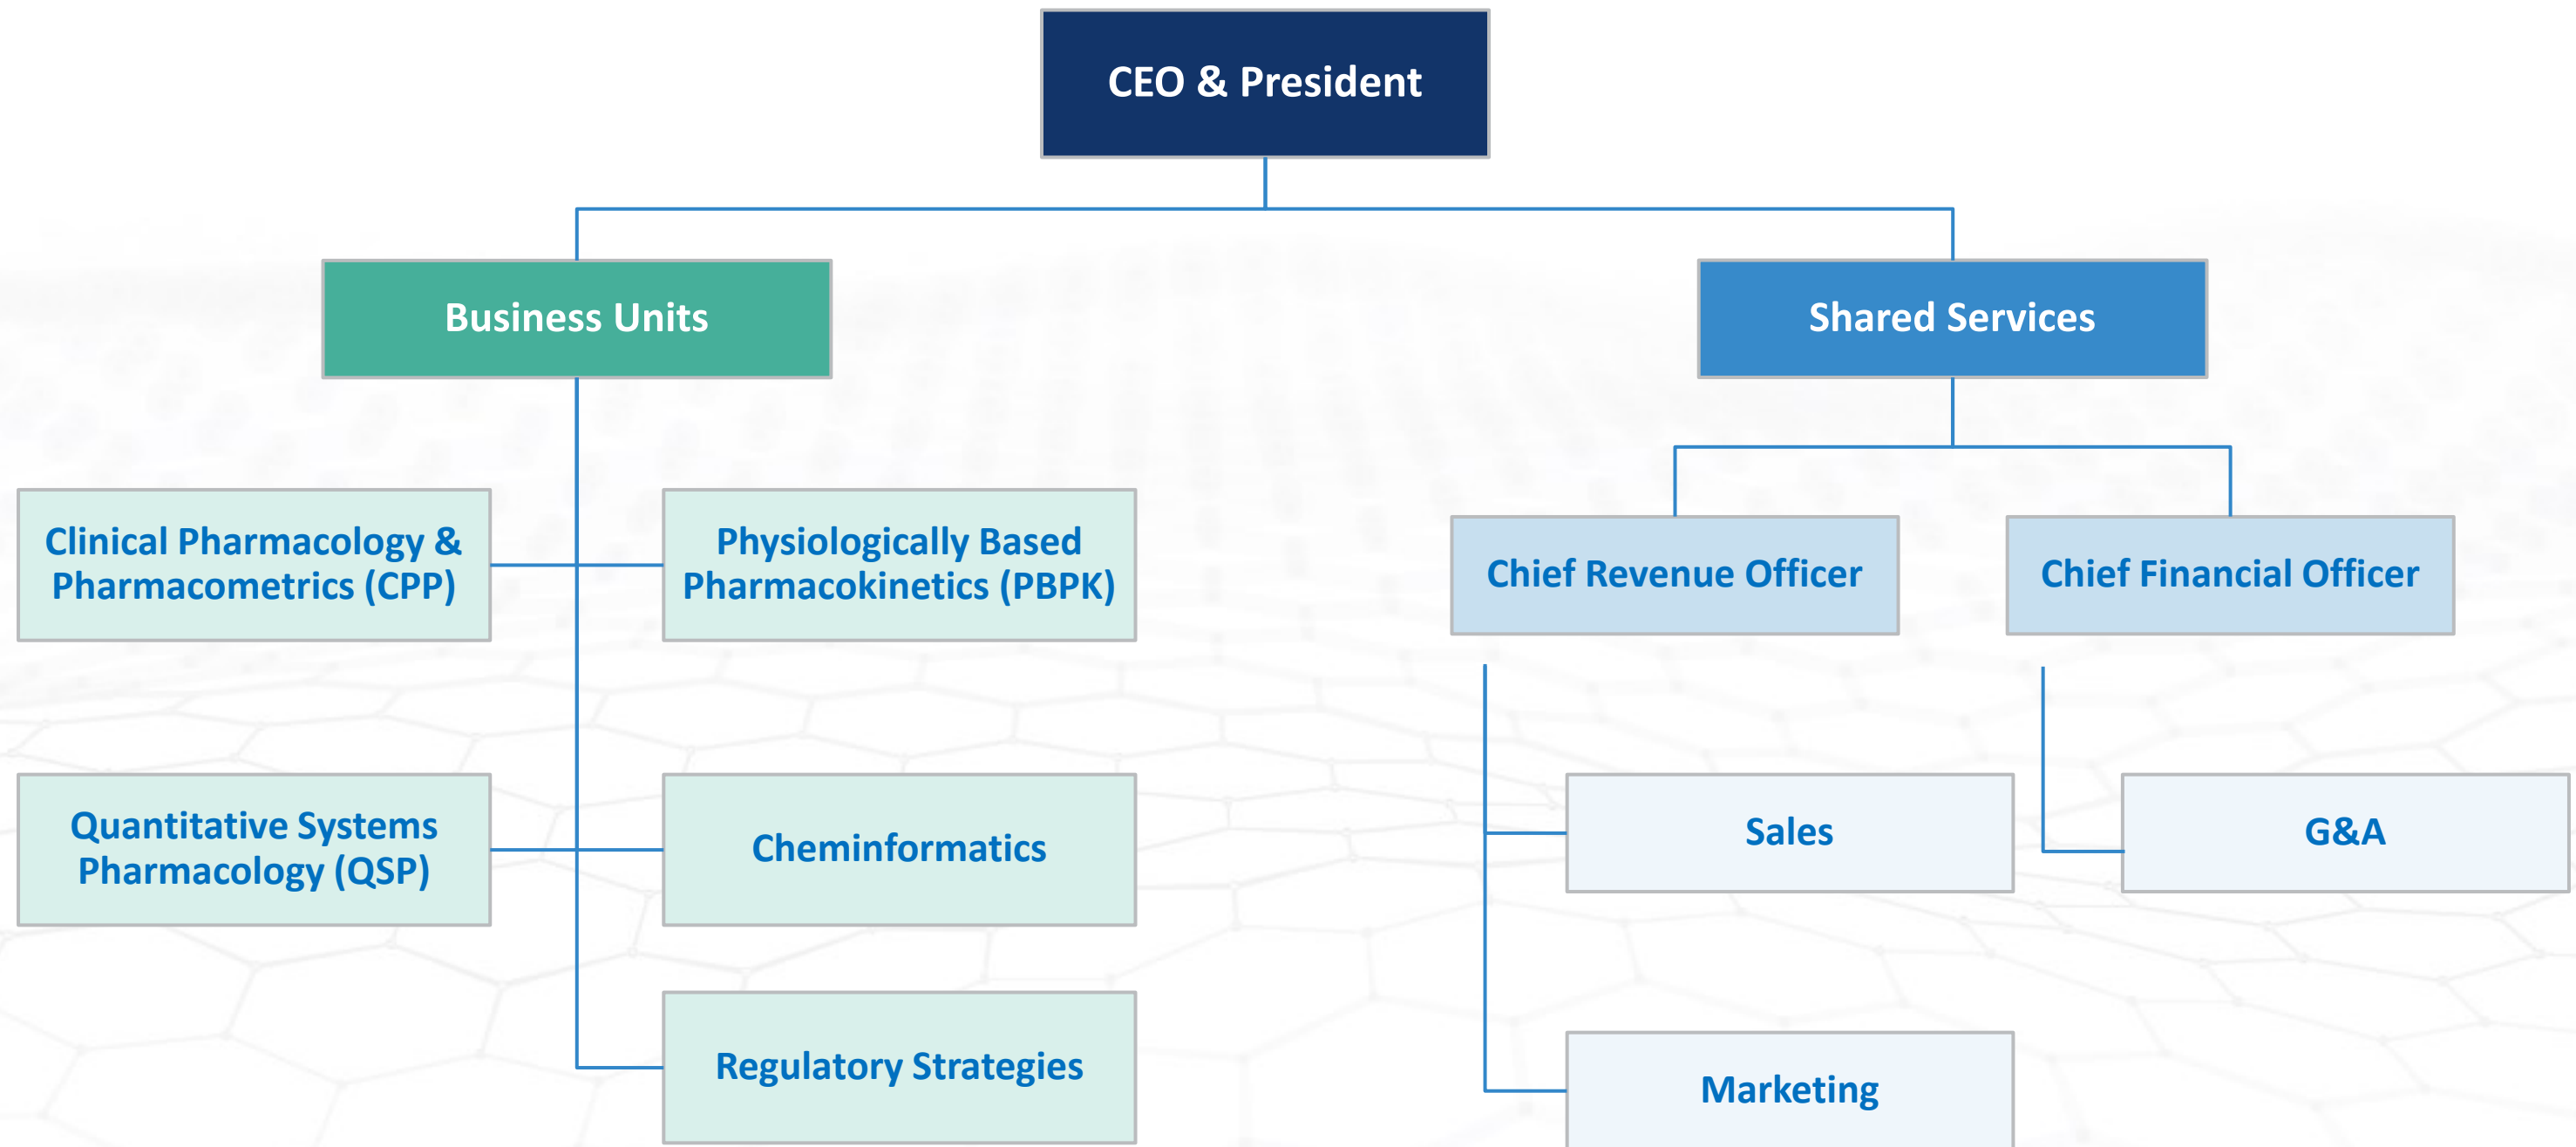 CEO & President
Business Units
Shared Services
Clinical Pharmacology &
Pharmacometrics (CPP)
Physiologically Based
Pharmacokinetics (PBPK)
Chief Revenue Officer
Chief Financial Officer
Quantitative Systems
Pharmacology (QSP)
Cheminformatics
Sales
G&A
Regulatory Strategies
Marketing